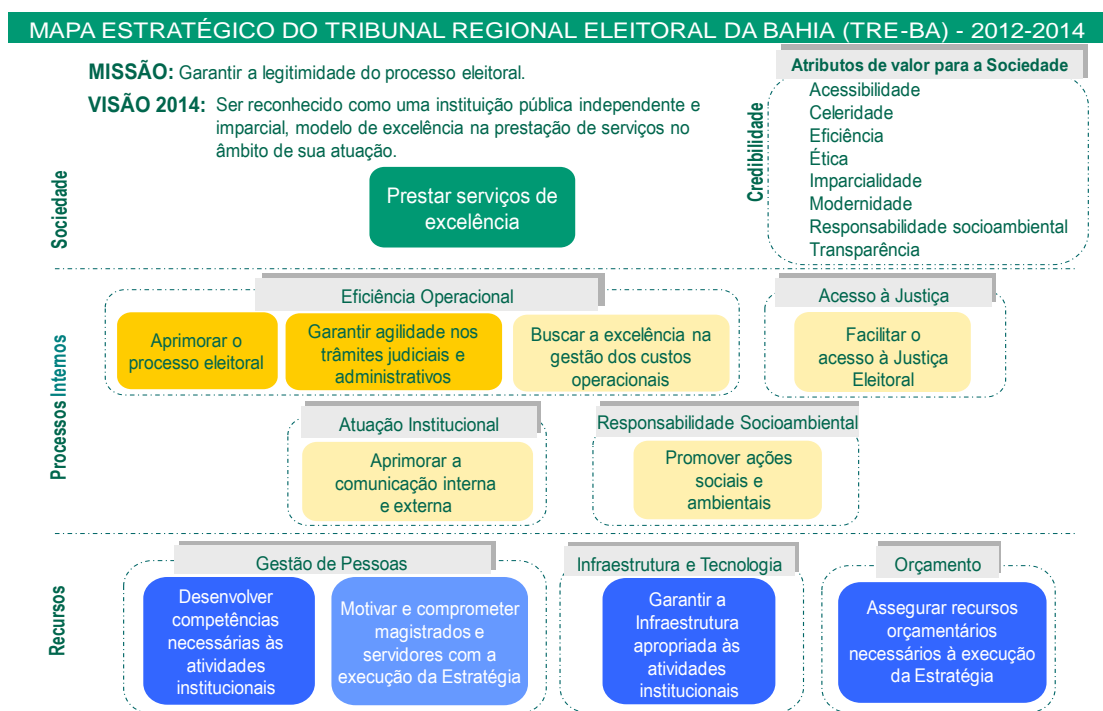 MAPA ESTRATÉGICO DO TRIBUNAL REGIONAL ELEITORAL DA BAHIA (TRE-BA) - 2012-2014
MISSÃO: Garantir a legitimidade do processo eleitoral.
VISÃO 2014: Ser reconhecido como uma instituição pública independente e
imparcial, modelo de excelência na prestação de serviços no
âmbito de sua atuação.
Atributos de valor para a Sociedade
Credibilidade
Acessibilidade
Celeridade
Eficiência
Ética
Imparcialidade
Modernidade
Responsabilidade socioambiental
Transparência
Sociedade
Prestar serviços de
excelência
Processos Internos
Eficiência Operacional
Aprimorar o
processo eleitoral
Garantir agilidade nos
trâmites judiciais e
administrativos
Buscar a excelência na
gestão dos custos
operacionais
Acesso à Justiça
Facilitar o
acesso à Justiça
Eleitoral
Atuação Institucional
Aprimorar a
comunicação interna
e externa
Responsabilidade Socioambiental
Promover ações
sociais e
ambientais
Recursos
Gestão de Pessoas
Desenvolver
competências
necessárias às
atividades
institucionais
Motivar e comprometer
magistrados e
servidores com a
execução da Estratégia
Infraestrutura e Tecnologia
Garantir a
Infraestrutura
apropriada às
atividades
institucionais
Orçamento
Assegurar recursos
orçamentários
necessários à execução
da Estratégia